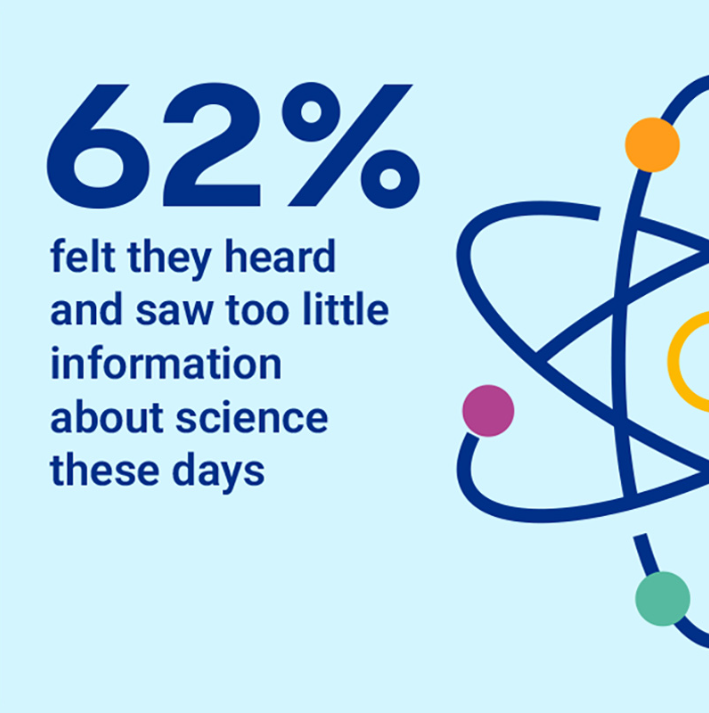 62%
felt they heard
and saw too little
information
about science
these days